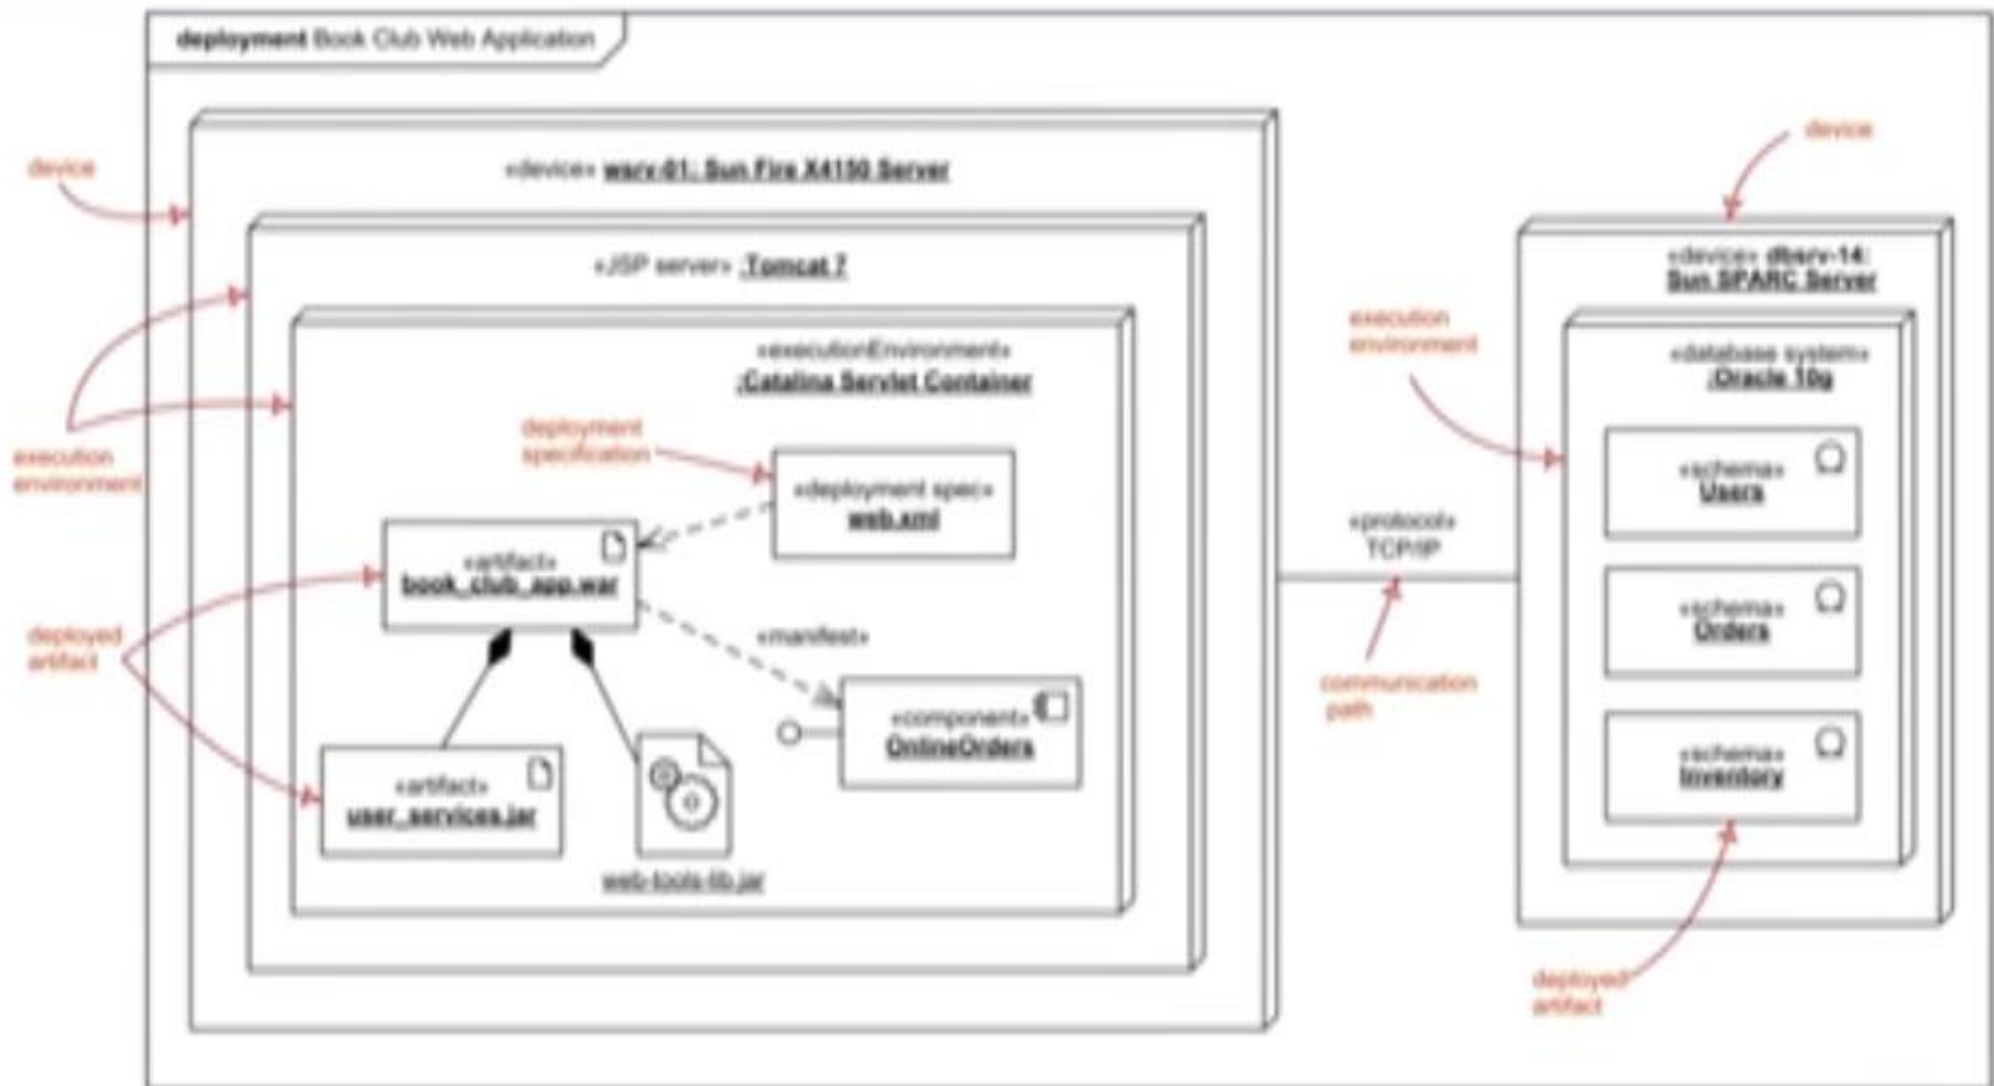 deployment Book Club Web Application
device
«device» wsrv-01: Sun Fire X4150 Server
«JSP server» :Tomcat 7
«executionEnvironment»
:Catalina Servlet Container
execution
environment
deployment
specification
«deployment spec»
web.xml
«artifact»
book_club_app.war
deployed
artifact
«manifest»
«component»
OnlineOrders
«artifact»
user_services.jar
web-tools-lib.jar
«protocol»
TCP/IP
communication
path
device
«device» dbsrv-14:
Sun SPARC Server
execution
environment
«database system»
:Oracle 10g
«schema»
Users
«schema»
Orders
«schema»
Inventory
deployed
artifact